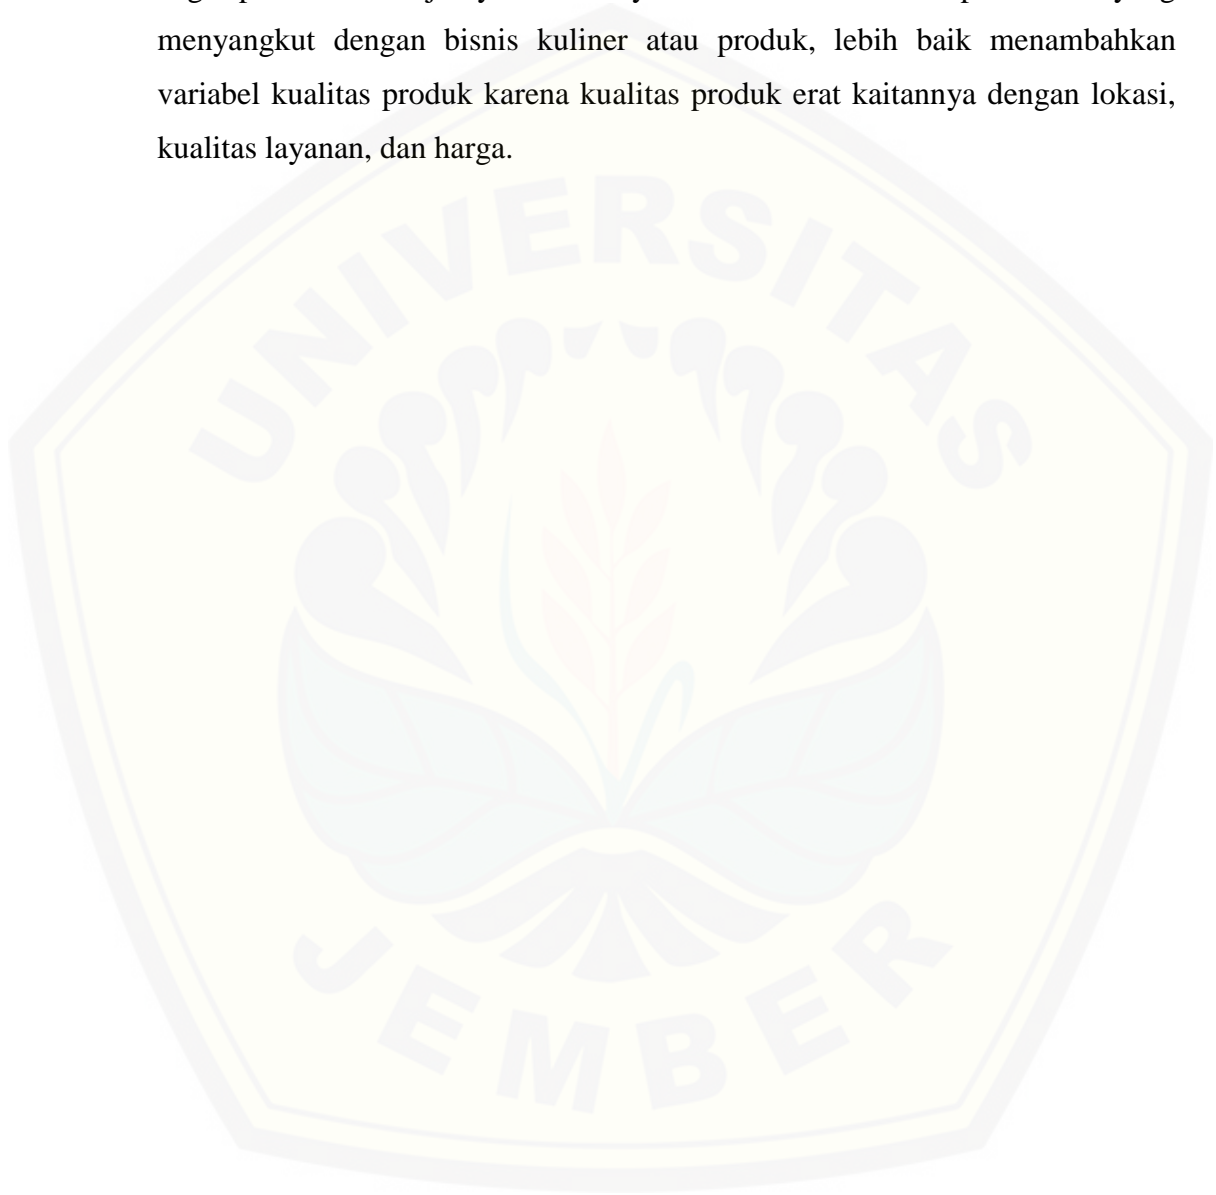 menyangkut dengan bisnis kuliner atau produk, lebih baik menambahkan
variabel kualitas produk karena kualitas produk erat kaitannya dengan lokasi,
kualitas layanan, dan harga.
UNIVERSITAS
JEMBER